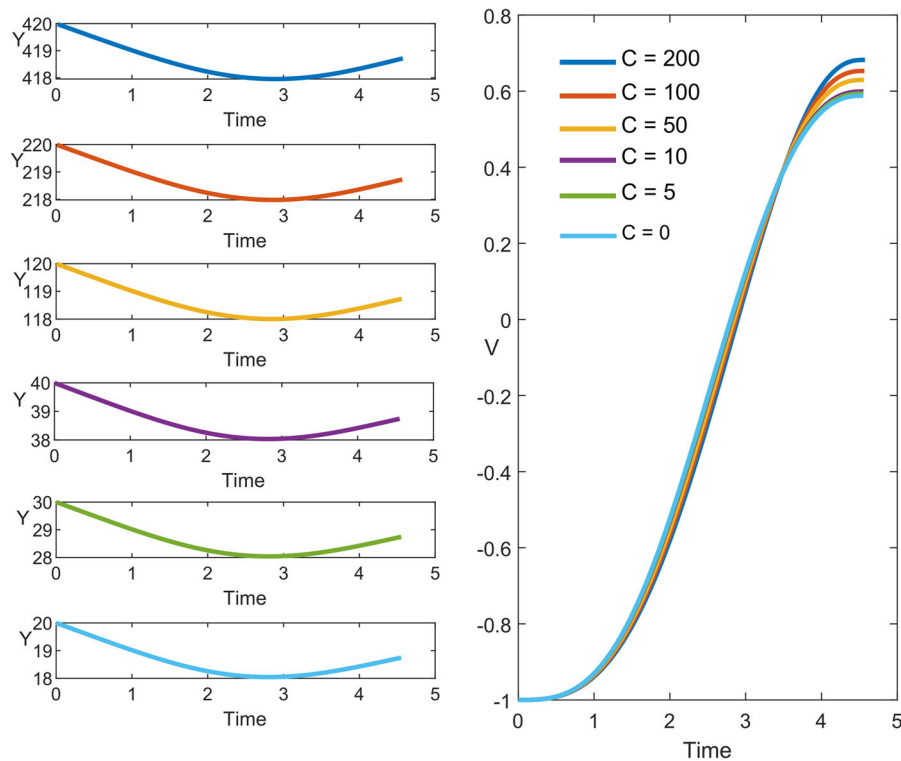 420
Y
419
418
0 1 2 3 4 5
Time
220
Y
219
218
0 1 2 3 4 5
Time
120
Y
119
118
0 1 2 3 4 5
Time
40
Y
39
38
0 1 2 3 4 5
Time
30
Y
29
28
0 1 2 3 4 5
Time
20
Y
19
18
0 1 2 3 4 5
Time
0.8
0.6
0.4
0.2
0
V
-0.2
-0.4
-0.6
-0.8
-1
C = 200
C = 100
C = 50
C = 10
C = 5
C = 0
0 1 2 3 4 5
Time